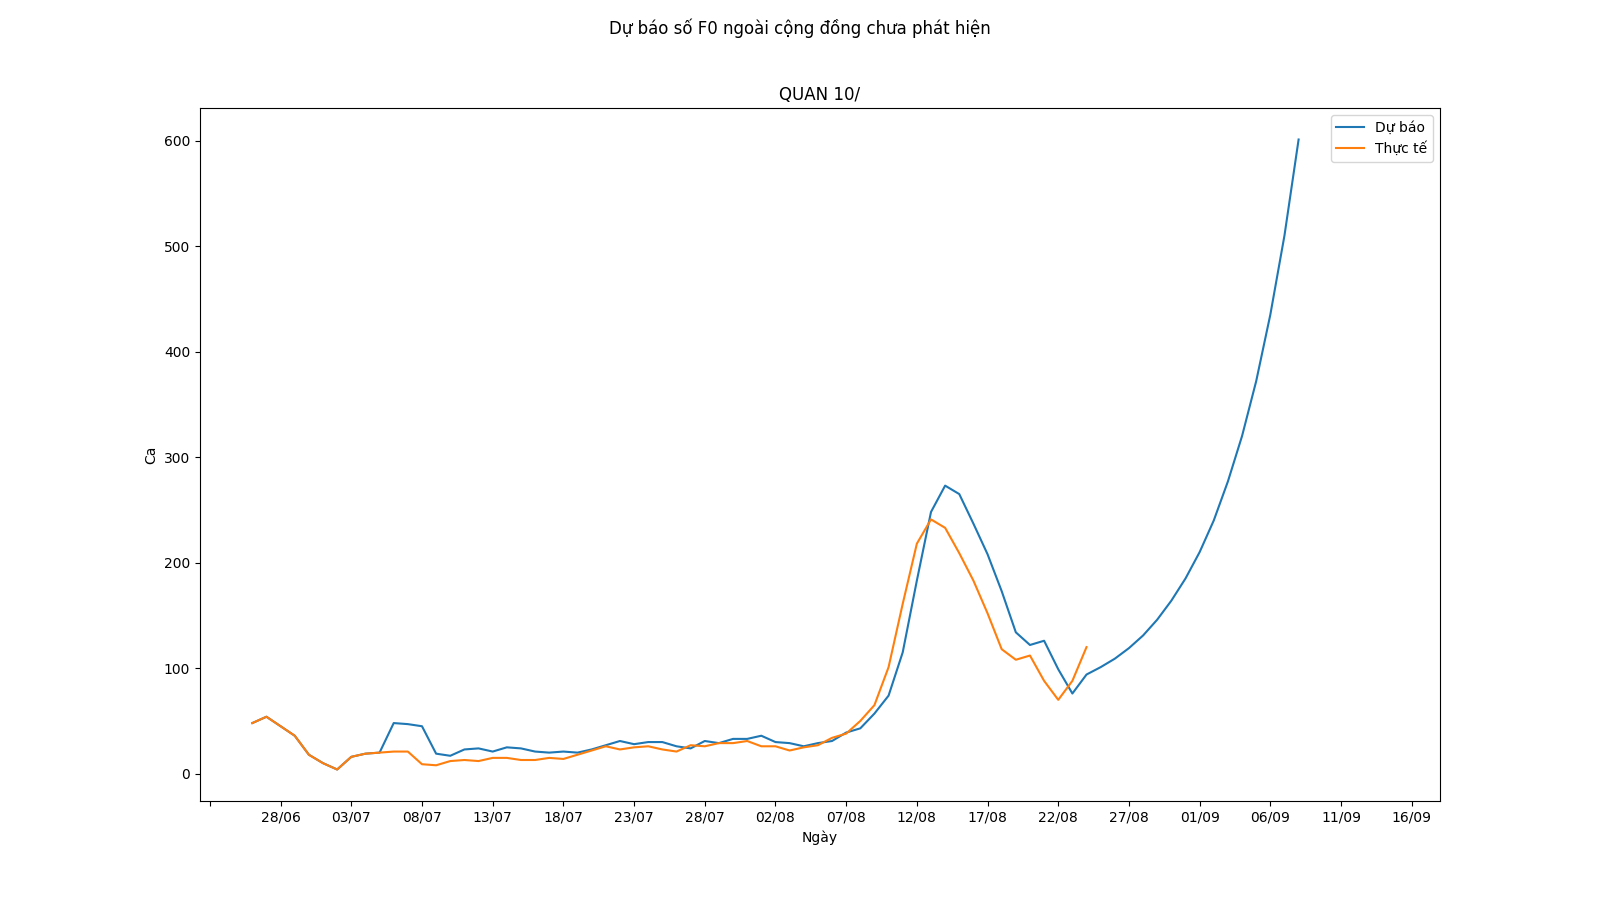 Dự báo số F0 ngoài cộng đồng chưa phát hiện
QUAN 10/
Dự báo
Thực tế
600
500
400
300
200
100
0
Ca
28/06 03/07 08/07 13/07 18/07 23/07 28/07 02/08 07/08 12/08 17/08 22/08 27/08 01/09 06/09 11/09 16/09
Ngày